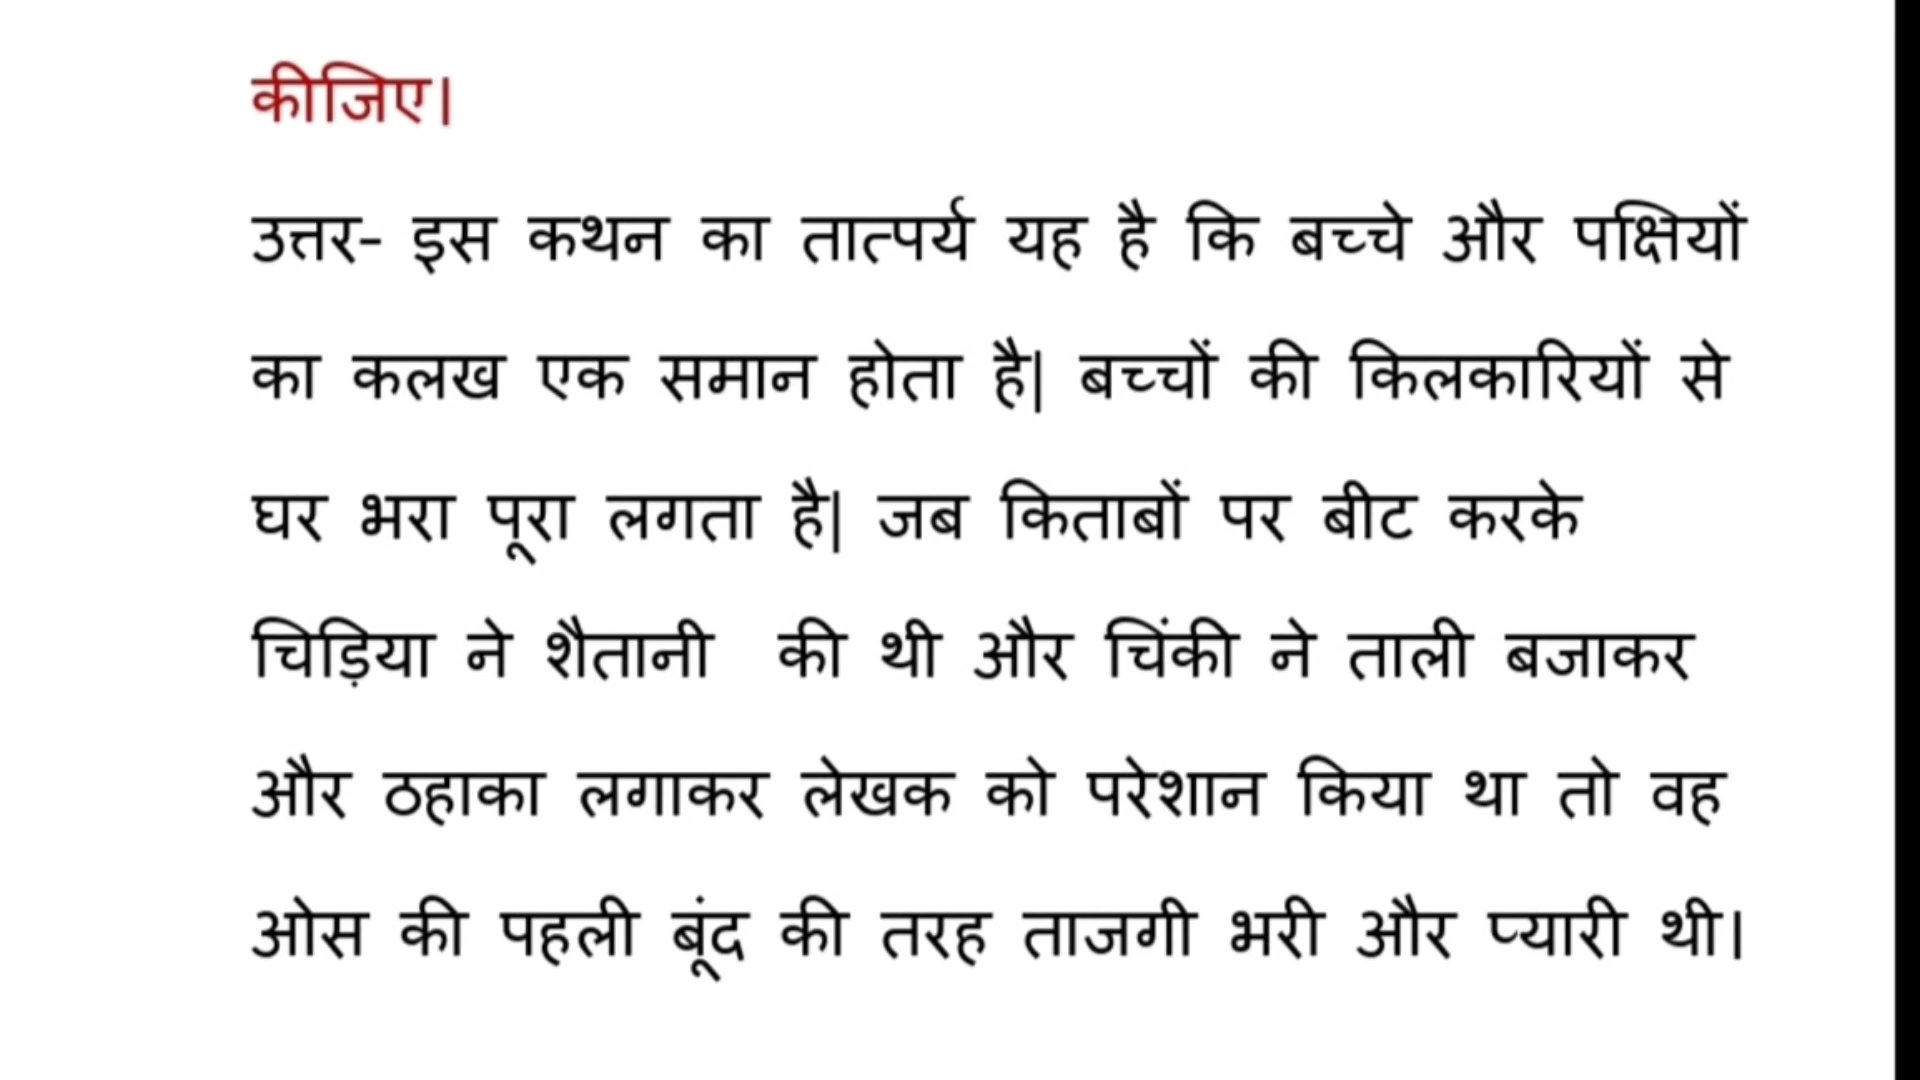 कीजिए।
उत्तर- इस कथन का तात्पर्य यह है कि बच्चे और पक्षियों
का कलख एक समान होता है| बच्चों की किलकारियों से
घर भरा पूरा लगता है| जब किताबों पर बीट करके
चिड़िया ने शैतानी की थी और चिंकी ने ताली बजाकर
और ठहाका लगाकर लेखक को परेशान किया था तो वह
ओस की पहली बूंद की तरह ताजगी भरी और प्यारी थी।